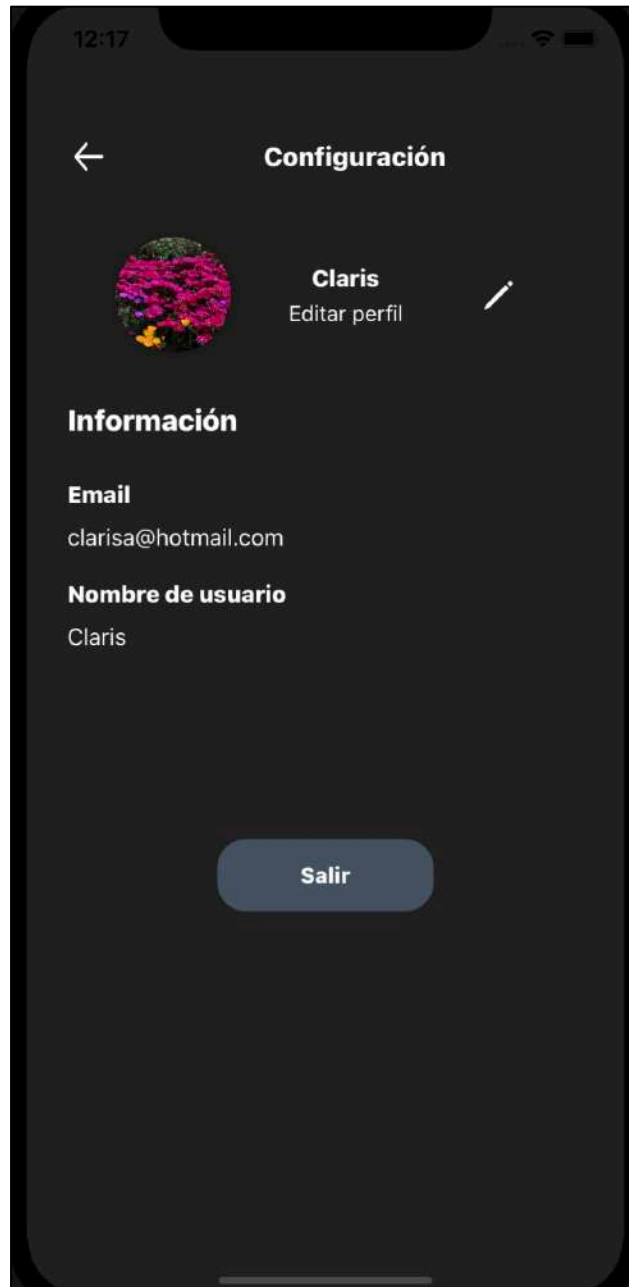 12:17
Configuración
Claris
Editar perfil
Información
Email
clarisa@hotmail.com
Nombre de usuario
Claris
Salir